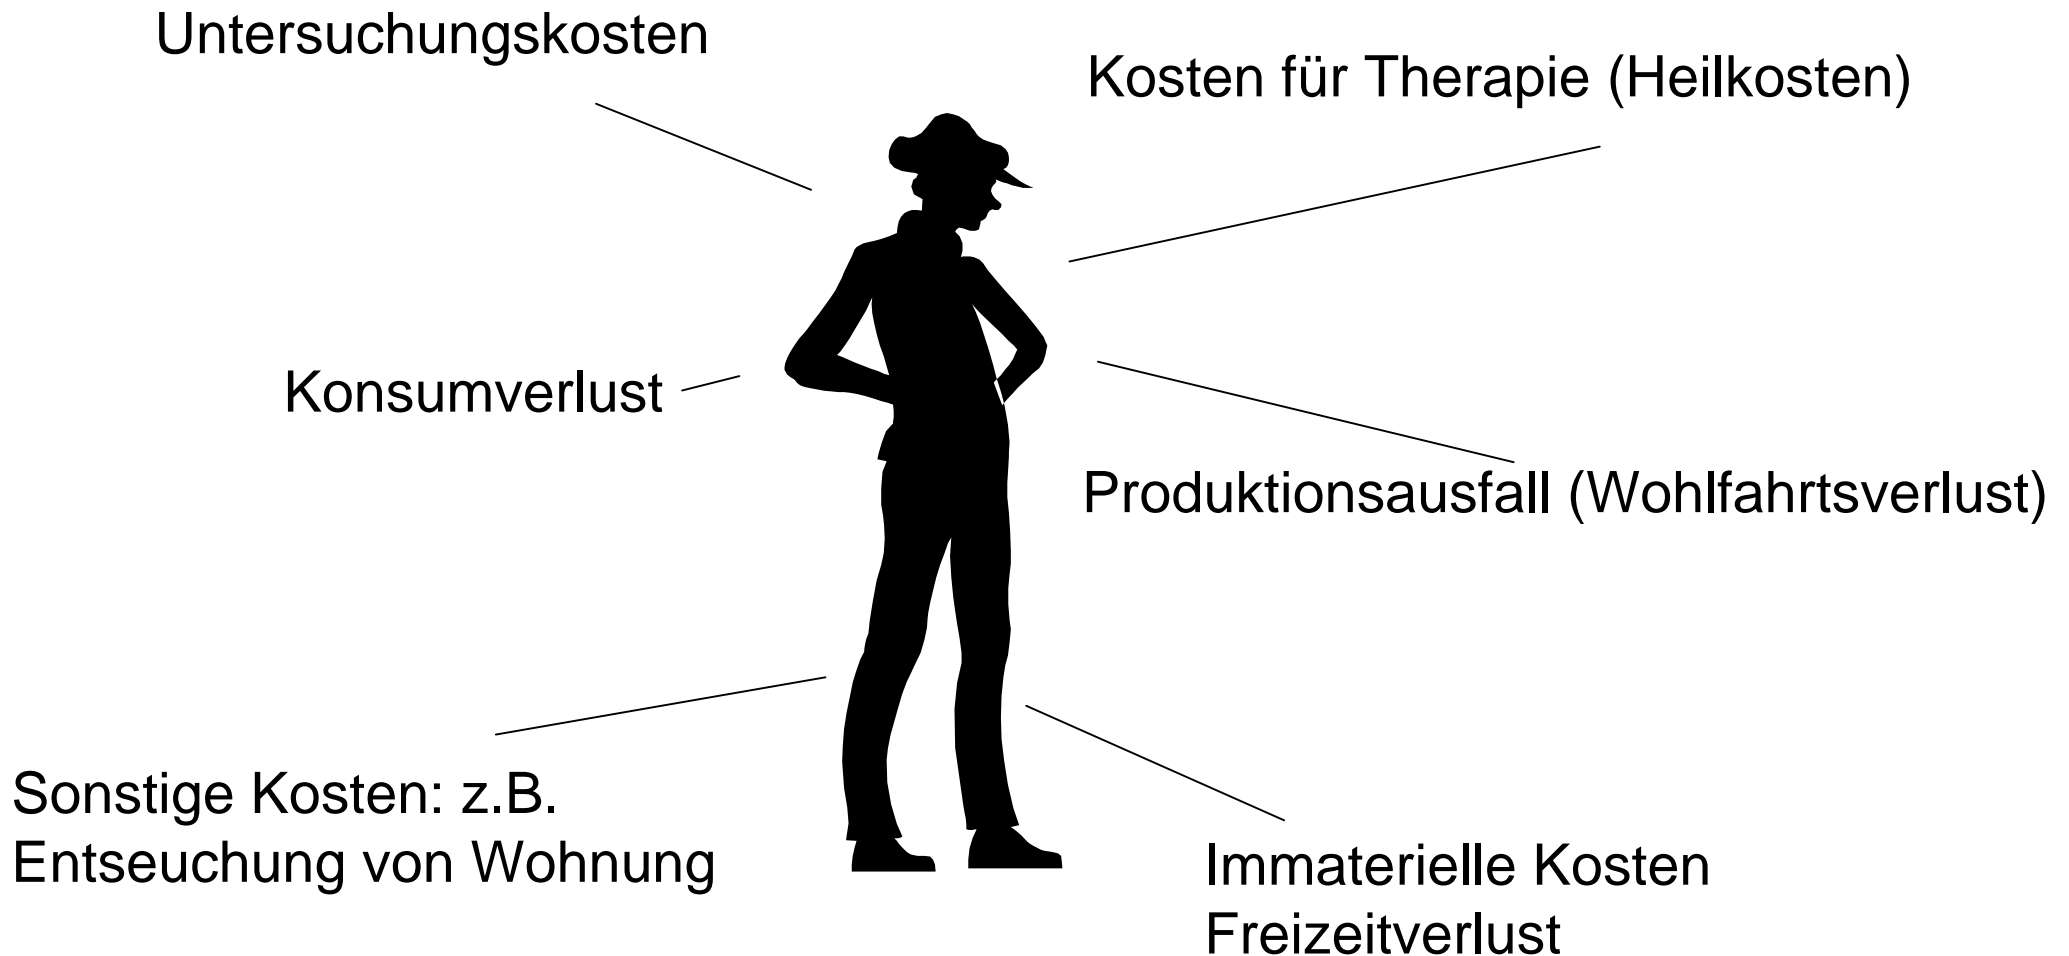 Untersuchungskosten
Kosten für Therapie (Heilkosten)
Konsumverlust
Produktionsausfall (Wohlfahrtsverlust)
Sonstige Kosten: z.B.
Entseuchung von Wohnung
Immaterielle Kosten
Freizeitverlust